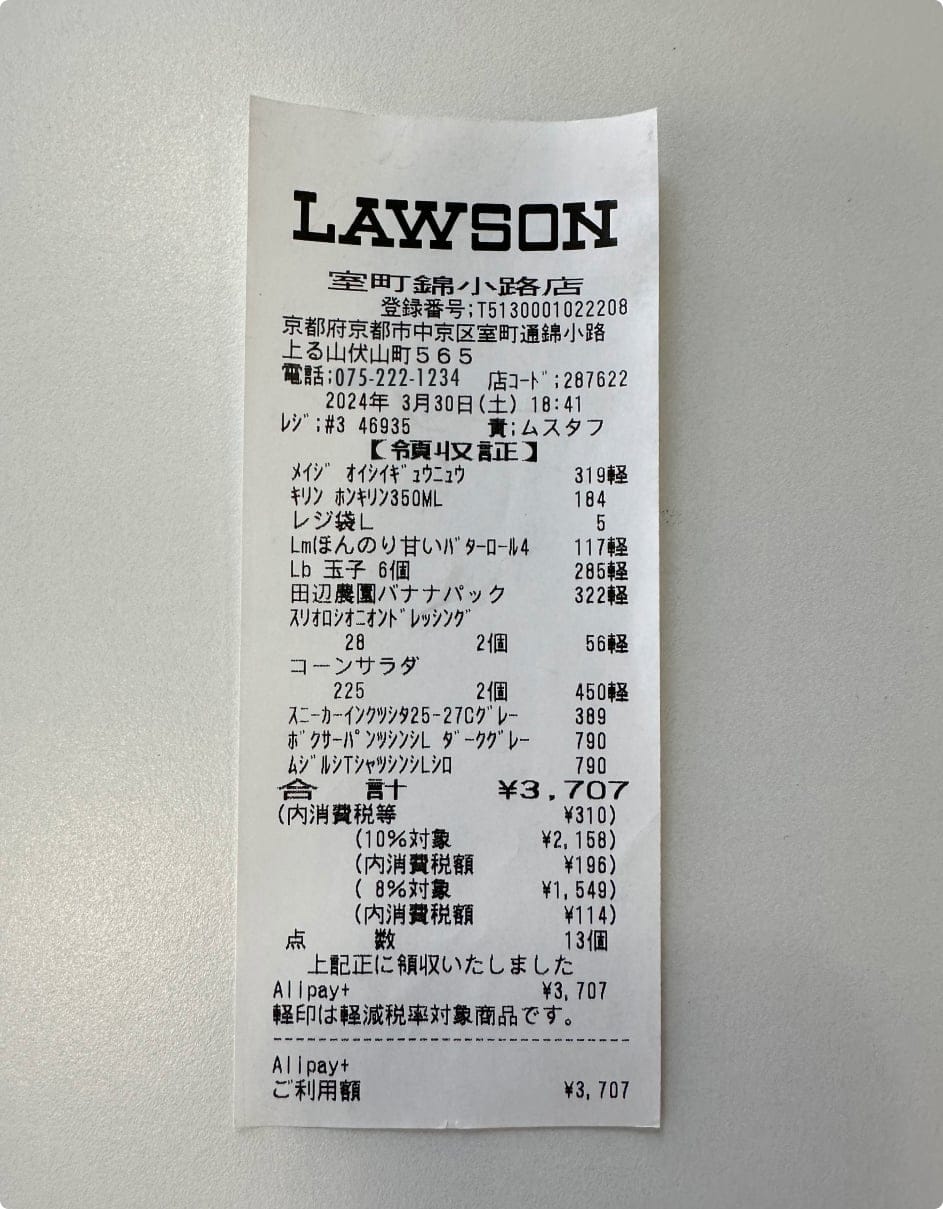 LAWSON
室町錦小路店
登録番号;T5130001022208
京都府京都市中京区室町通錦小路
上る山伏山町565
電話;075-222-1234 店コード;287622
2024年 3月30日(土) 18:41
レジ;#3 46935 責;ムスタフ
【領収証】
メイジ オイシイギュウニュウ 319軽
キリン ホンキリン350ML 184
レジ袋L 5
Lmほんのり甘いバターロール4 117軽
Lb 玉子 6個 285軽
田辺農園バナナパック 322軽
スリオロシオニオンドレッシング
28 2個 56軽
コーンサラダ
225 2個 450軽
スニーカーインクツシタ25-27Cグレー 389
ボクサーパンツシンシL ダークグレー 790
ムジルシTシャツシンシLシロ 790
合 計 ¥3,707
(内消費税等 ¥310)
(10%対象 ¥2,158)
(内消費税額 ¥196)
( 8%対象 ¥1,549)
(内消費税額 ¥114)
点 数 13個
上記正に領収いたしました
Alipay+ ¥3,707
軽印は軽減税率対象商品です。
Alipay+
ご利用額 ¥3,707